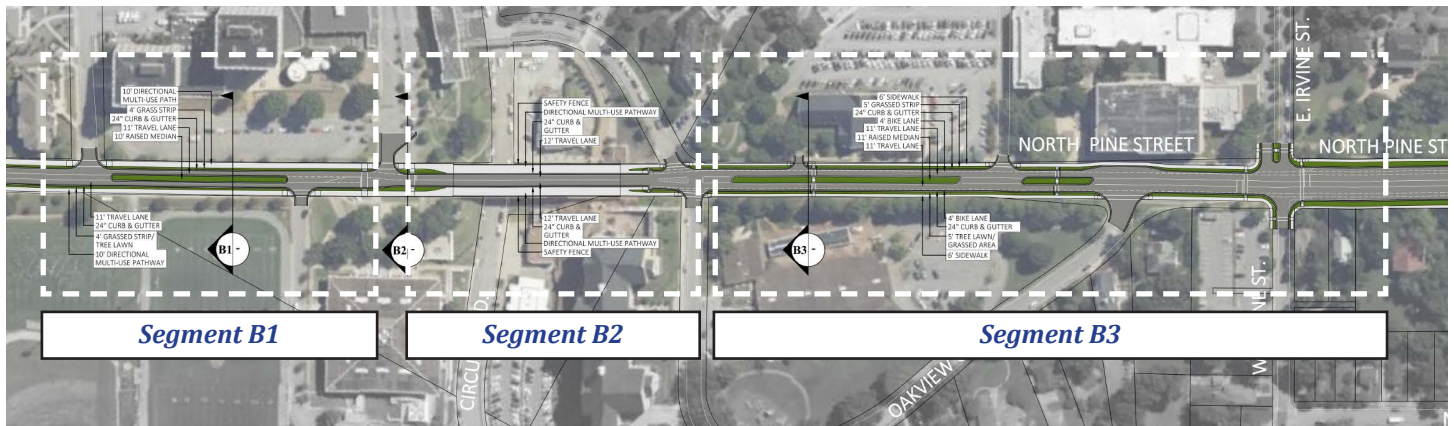 10' DIRECTIONAL
MULTI-USE PATH
4' GRASS STRIP
24" CURB & GUTTER
11' TRAVEL LANE
10' RAISED MEDIAN
11' TRAVEL LANE
24" CURB & GUTTER
4' GRASSED STRIP/
TREE LAWN
10' DIRECTIONAL
MULTI-USE PATHWAY
B1
-
SAFETY FENCE
DIRECTIONAL MULTI-USE PATHWAY
24" CURB &
GUTTER
12' TRAVEL LANE
12' TRAVEL LANE
24" CURB &
GUTTER
DIRECTIONAL MULTI-USE PATHWAY
SAFETY FENCE
B2
-
6' SIDEWALK
5' GRASSED STRIP
24" CURB & GUTTER
4' BIKE LANE
11' TRAVEL LANE
11' RAISED MEDIAN
11' TRAVEL LANE
4' BIKE LANE
24" CURB & GUTTER
5' TREE LAWN/
GRASSED AREA
6' SIDEWALK
B3
-
NORTH PINE STREET
E. IRVINE ST.
NORTH PINE ST
Segment B1
Segment B2
Segment B3
OAKVIEW